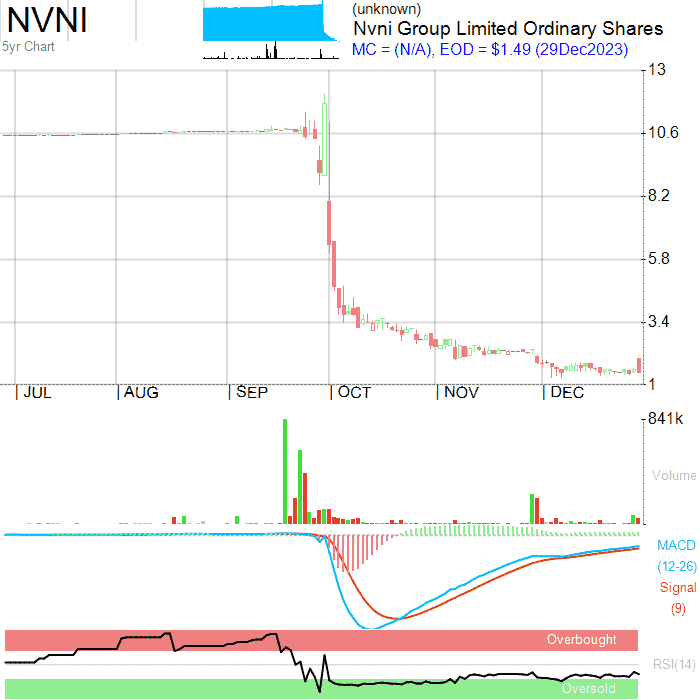 NVNI
5yr Chart
(unknown)
Nvni Group Limited Ordinary Shares
MC = (N/A), EOD = $1.49 (29Dec2023)
13
10.6
8.2
5.8
3.4
1
JUL AUG SEP OCT NOV DEC
841k
Volume
MACD
(12-26)
Signal
(9)
Overbought
RSI(14)
Oversold